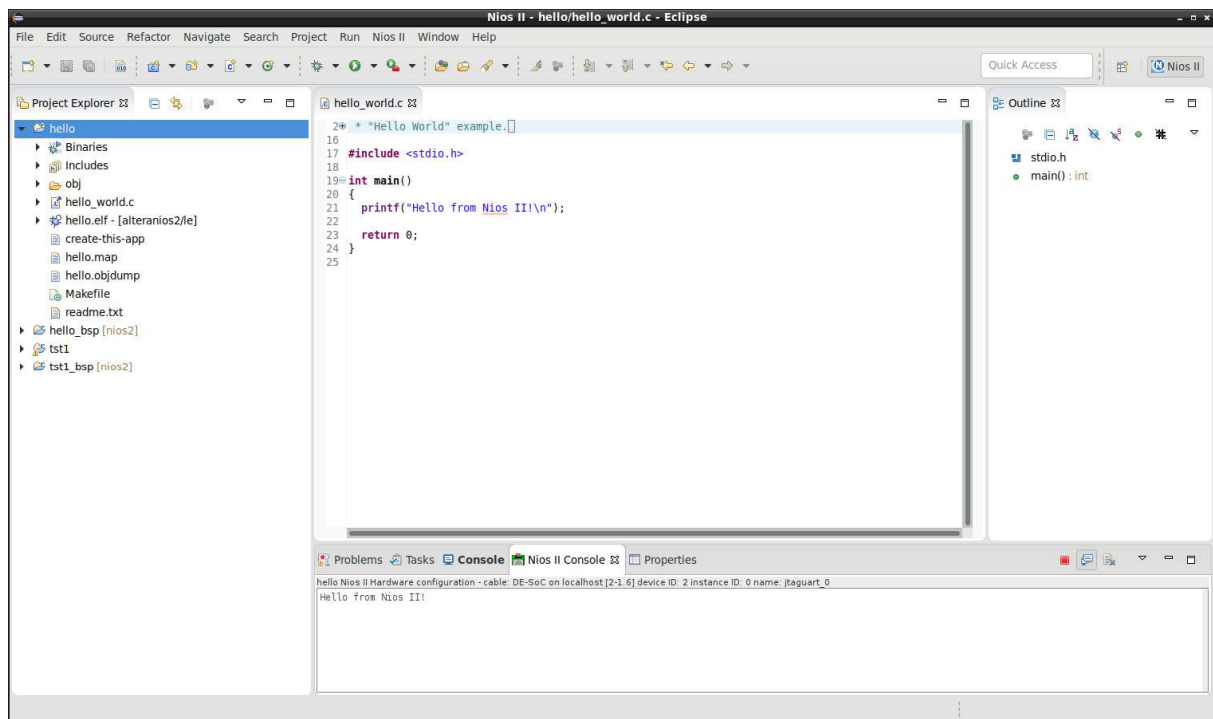 Nios II - hello/hello_world.c - Eclipse
File Edit Source Refactor Navigate Search Project Run Nios II Window Help
Quick Access
Nios II
Project Explorer
hello
Binaries
Includes
obj
hello_world.c
hello.elf - [alteranios2/le]
create-this-app
hello.map
hello.objdump
Makefile
readme.txt
hello_bsp [nios2]
tst1
tst1_bsp [nios2]
hello_world.c
2 * "Hello World" example.
16
17 #include <stdio.h>
18
19 int main()
20 {
21 printf("Hello from Nios II!\n");
22
23 return 0;
24 }
25
Outline
stdio.h
main() : int
Problems Tasks Console Nios II Console Properties
hello Nios II Hardware configuration - cable: DE-SoC on localhost [2-1.6] device ID: 2 instance ID: 0 name: jtaguart_0
Hello from Nios II!